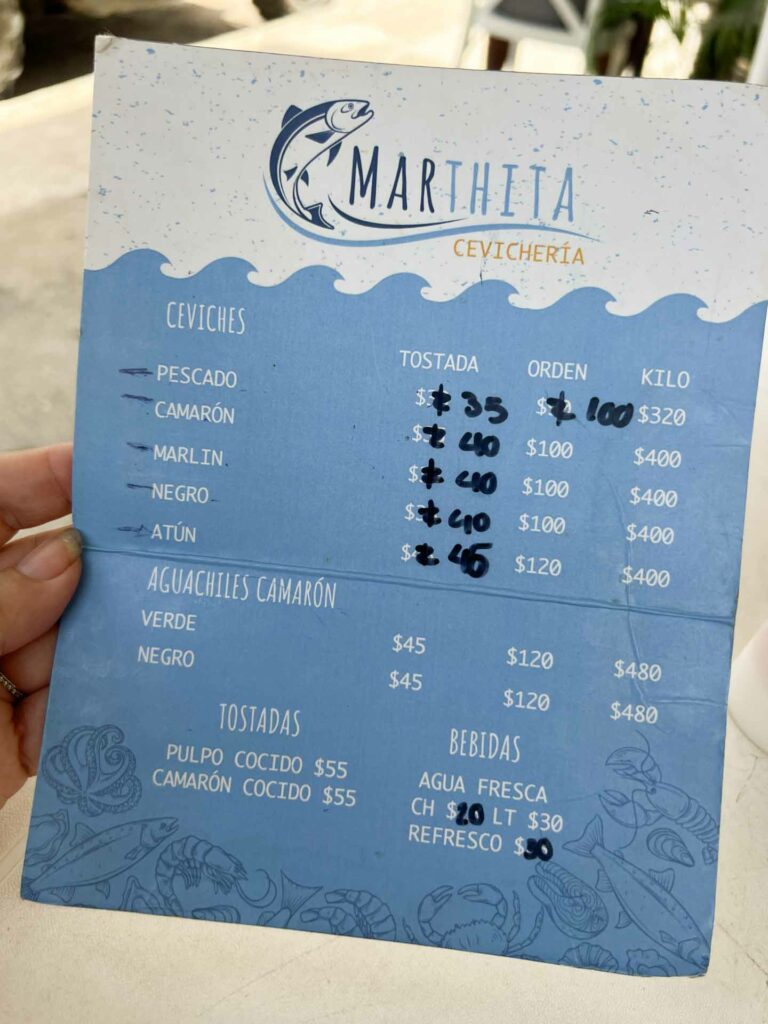 MARTHITA
CEVICHERÍA
CEVICHES
TOSTADA ORDEN KILO
PESCADO 35 100 $320
CAMARÓN 40 $100 $400
MARLIN 40 $100 $400
NEGRO 40 $100 $400
ATÚN 45 $120 $400
AGUACHILES CAMARÓN
VERDE $45 $120 $480
NEGRO $45 $120 $480
TOSTADAS
PULPO COCIDO $55
CAMARÓN COCIDO $55
BEBIDAS
AGUA FRESCA
CH $20 LT $30
REFRESCO $30